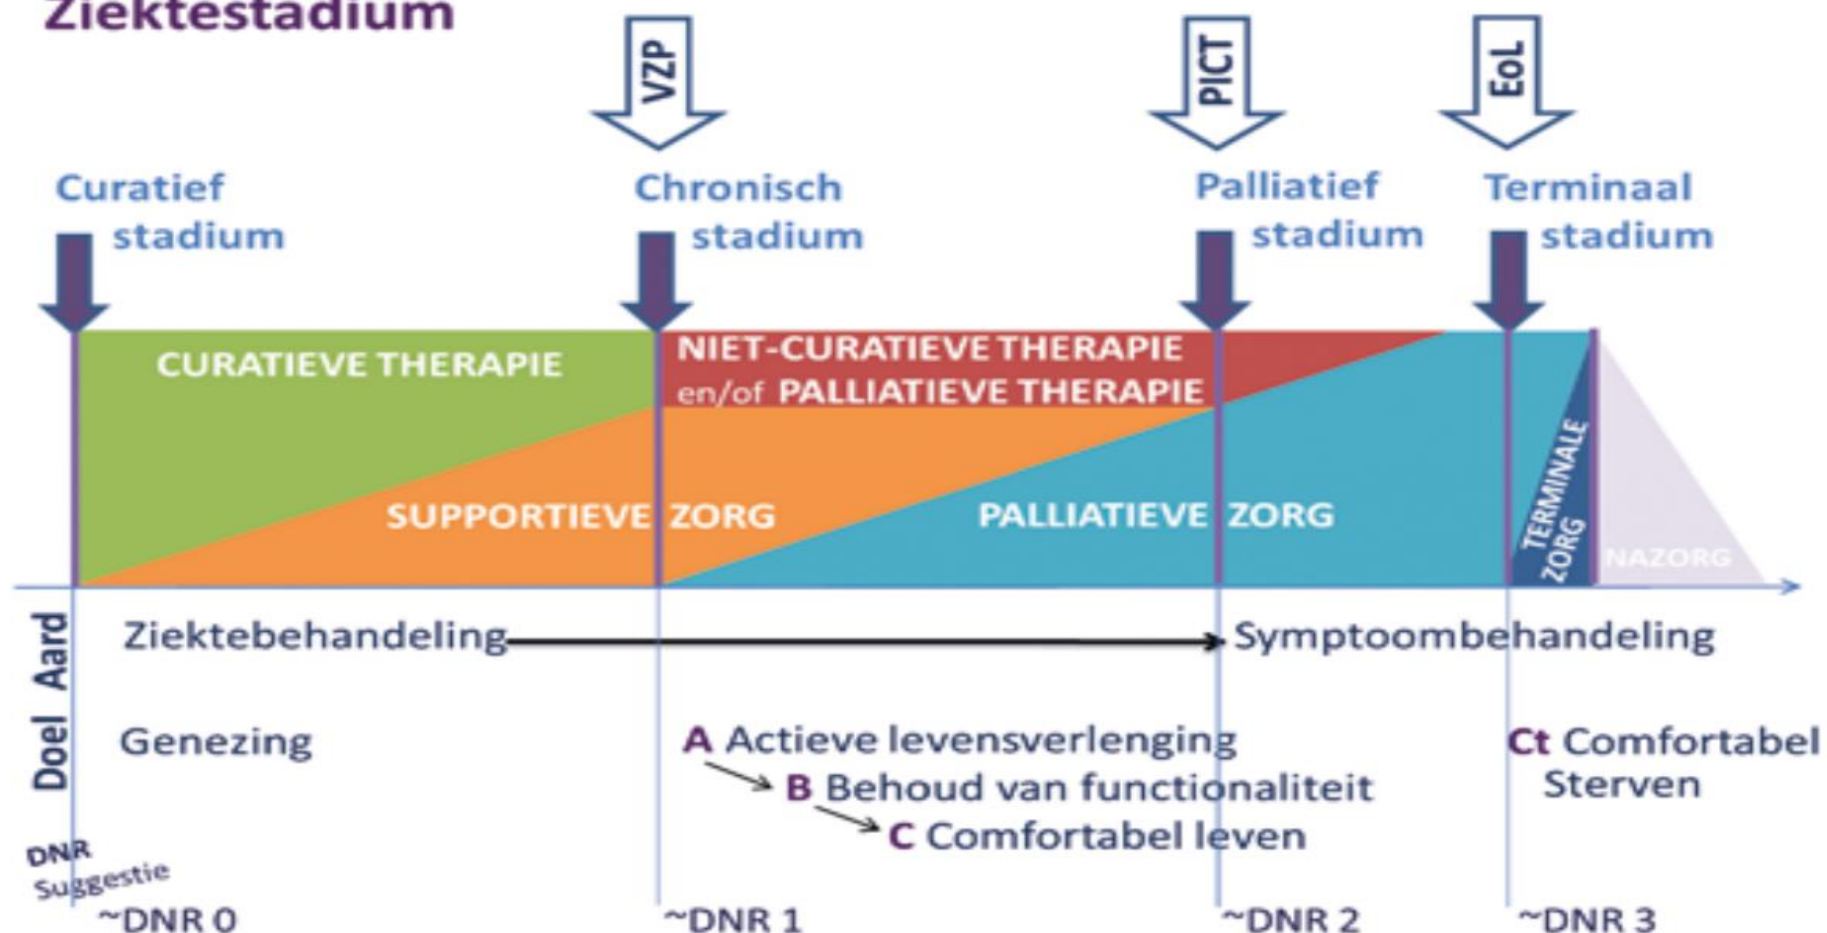 Ziektestadium
VZP
PICT
EoL
Curatief
stadium
Chronisch
stadium
Palliatief
stadium
Terminaal
stadium
CURATIEVE THERAPIE
NIET-CURATIEVE THERAPIE
en/of PALLIATIEVE THERAPIE
SUPPORTIEVE ZORG
PALLIATIEVE ZORG
TERMINALE
ZORG
NAZORG
Aard
Ziektebehandeling
Symptoombehandeling
Doel
Genezing
A Actieve levensverlenging
B Behoud van functionaliteit
C Comfortabel leven
Ct Comfortabel
Sterven
DNR
Suggestie
~DNR 0
~DNR 1
~DNR 2
~DNR 3